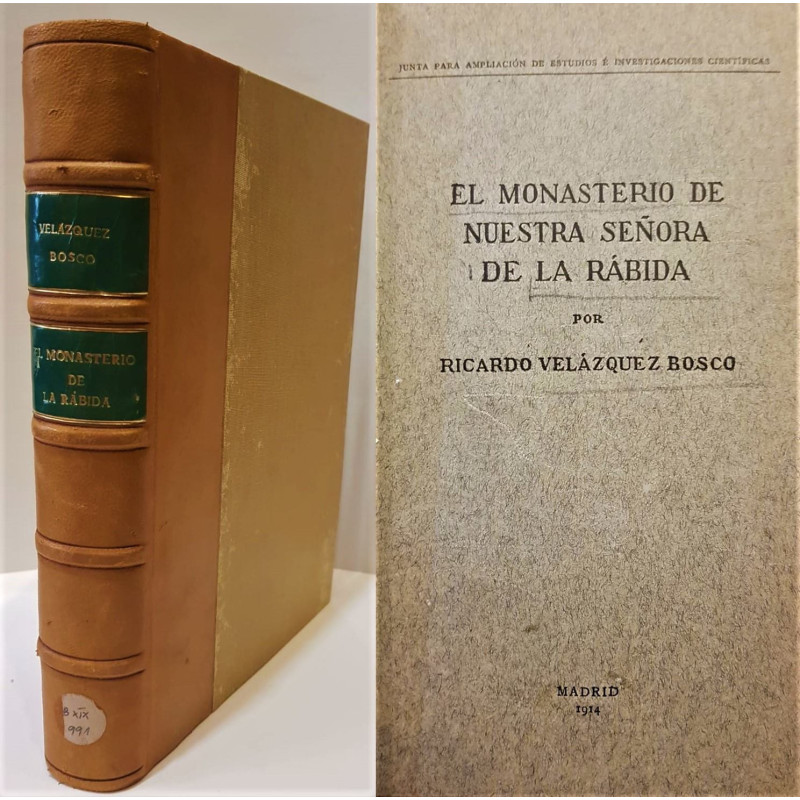 VELÁZQUEZ
BOSCO
EL MONASTERIO
DE
LA RÁBIDA
B XIX
991
JUNTA PARA AMPLIACIÓN DE ESTUDIOS É INVESTIGACIONES CIENTÍFICAS
EL MONASTERIO DE
NUESTRA SEÑORA
DE LA RÁBIDA
POR
RICARDO VELÁZQUEZ BOSCO
MADRID
1914